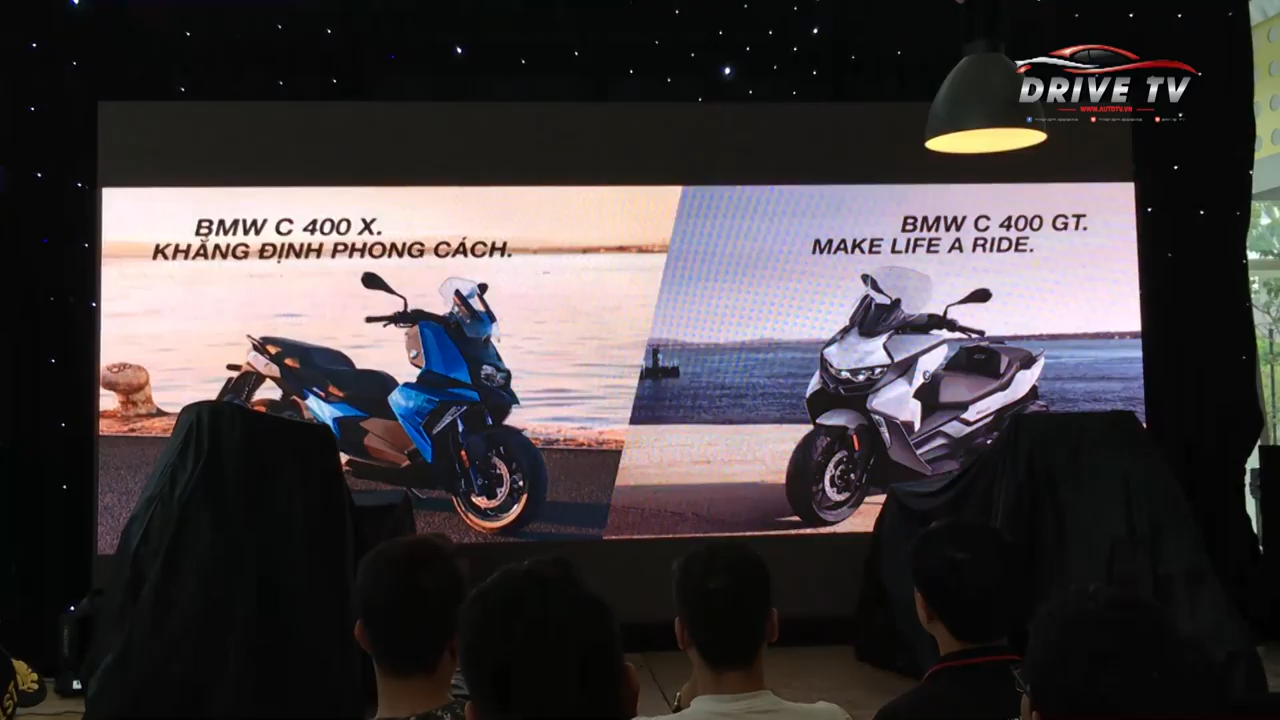 DRIVE TV
WWW.AUTOTV.VN
BMW C 400 X.
KHẲNG ĐỊNH PHONG CÁCH.
BMW C 400 GT.
MAKE LIFE A RIDE.